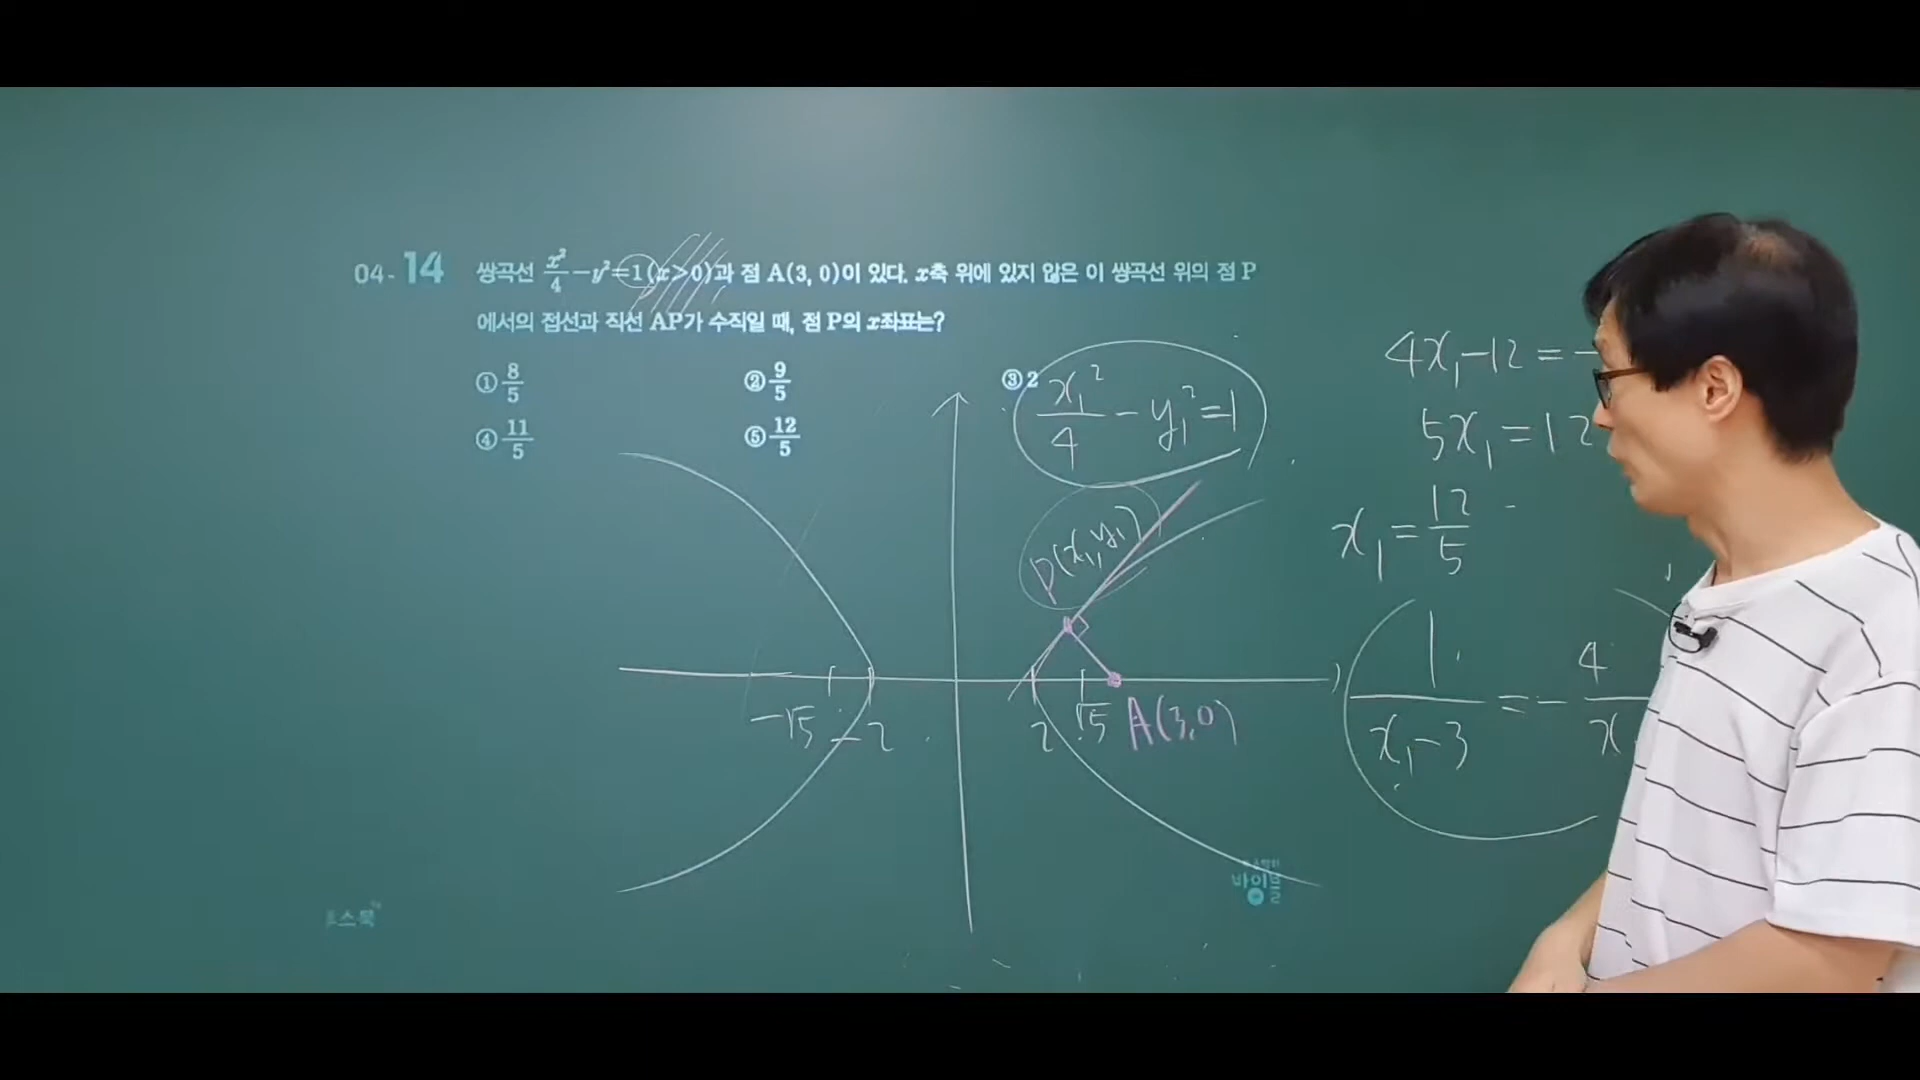 04-14 쌍곡선 x²/4 - y² = 1 (x > 0)과 점 A(3, 0)이 있다. x축 위에 있지 않은 이 쌍곡선 위의 점 P
에서의 접선과 직선 AP가 수직일 때, 점 P의 x좌표는?
① 8/5 ② 9/5 ③ 2
④ 11/5 ⑤ 12/5
x₁²/4 - y₁² = 1
P(x₁, y₁)
-√5 -2 2 √5 A(3,0)
4x₁-12 = -
5x₁ = 12
x₁ = 12/5
1/(x₁-3) = - 4/x
바이블